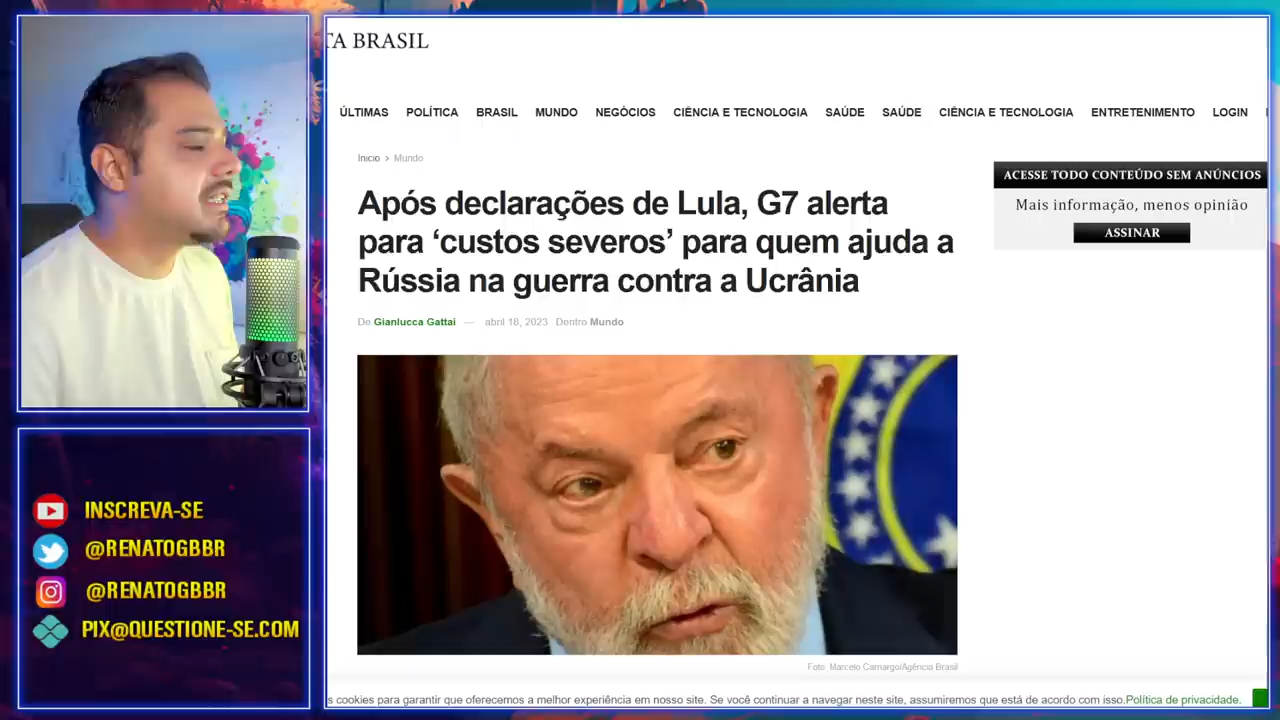 TA BRASIL
ÚLTIMAS POLÍTICA BRASIL MUNDO NEGÓCIOS CIÊNCIA E TECNOLOGIA SAÚDE SAÚDE CIÊNCIA E TECNOLOGIA ENTRETENIMENTO LOGIN
Início > Mundo
Após declarações de Lula, G7 alerta
para ‘custos severos’ para quem ajuda a
Rússia na guerra contra a Ucrânia
De Gianlucca Gattai — abril 18, 2023 Dentro Mundo
ACESSE TODO CONTEÚDO SEM ANÚNCIOS
Mais informação, menos opinião
ASSINAR
Foto Marcelo Camargo/Agência Brasil
s cookies para garantir que oferecemos a melhor experiência em nosso site. Se você continuar a navegar neste site, assumiremos que está de acordo com isso.Política de privacidade.
INSCREVA-SE
@RENATOGBBR
@RENATOGBBR
PIX@QUESTIONE-SE.COM